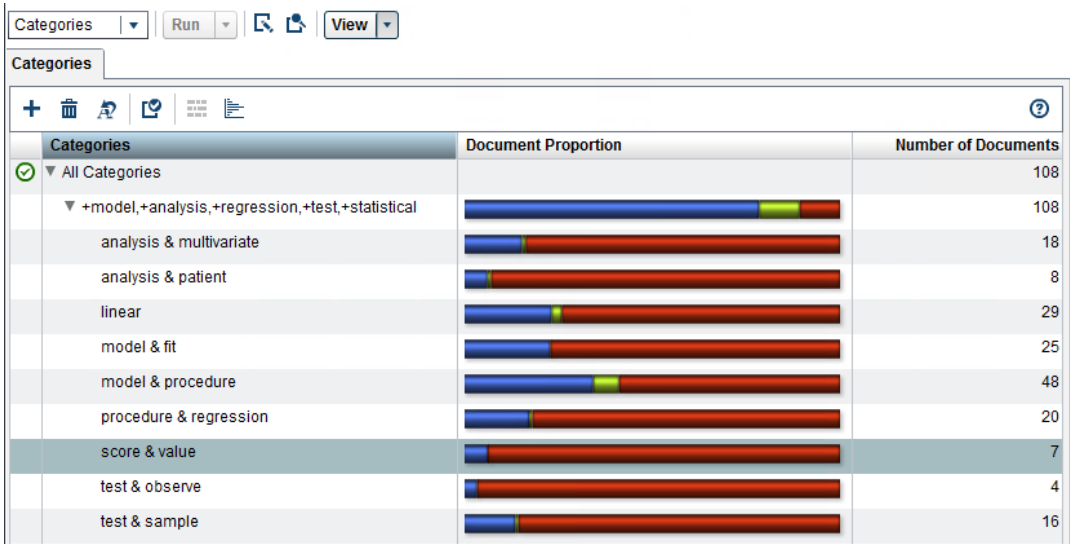 Categories Run View
Categories
Categories Document Proportion Number of Documents
All Categories 108
+model,+analysis,+regression,+test,+statistical 108
analysis & multivariate 18
analysis & patient 8
linear 29
model & fit 25
model & procedure 48
procedure & regression 20
score & value 7
test & observe 4
test & sample 16